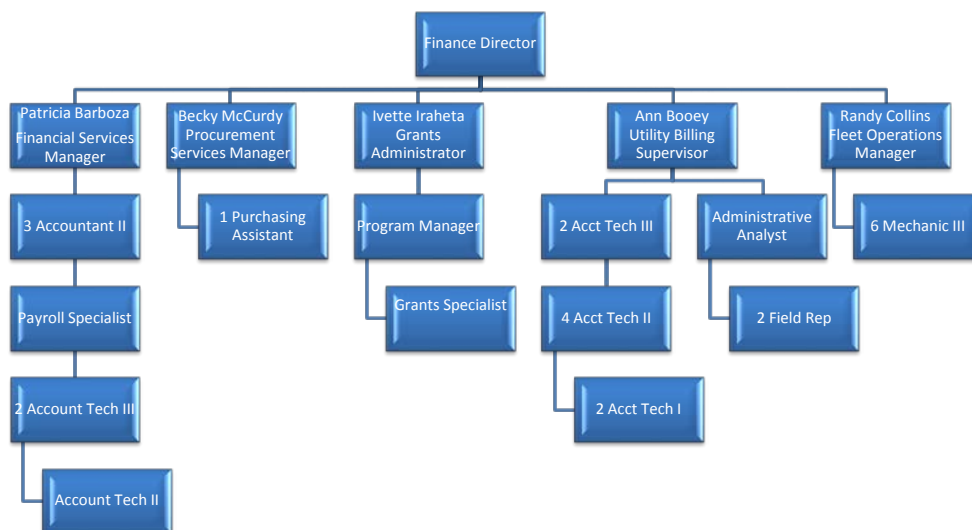 Finance Director
Patricia Barboza
Financial Services
Manager
Becky McCurdy
Procurement
Services Manager
Ivette Iraheta
Grants
Administrator
Ann Booey
Utility Billing
Supervisor
Randy Collins
Fleet Operations
Manager
3 Accountant II
1 Purchasing
Assistant
Program Manager
2 Acct Tech III
Administrative
Analyst
6 Mechanic III
Payroll Specialist
Grants Specialist
4 Acct Tech II
2 Field Rep
2 Account Tech III
2 Acct Tech I
Account Tech II